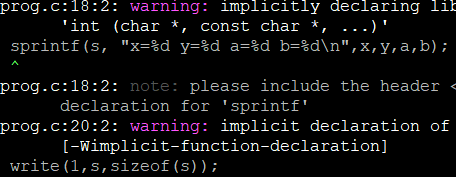 prog.c:18:2: warning: implicitly declaring lib
'int (char *, const char *, ...)'
sprintf(s, "x=%d y=%d a=%d b=%d\n",x,y,a,b);
^
prog.c:18:2: note: please include the header <
declaration for 'sprintf'
prog.c:20:2: warning: implicit declaration of
[-Wimplicit-function-declaration]
write(1,s,sizeof(s));